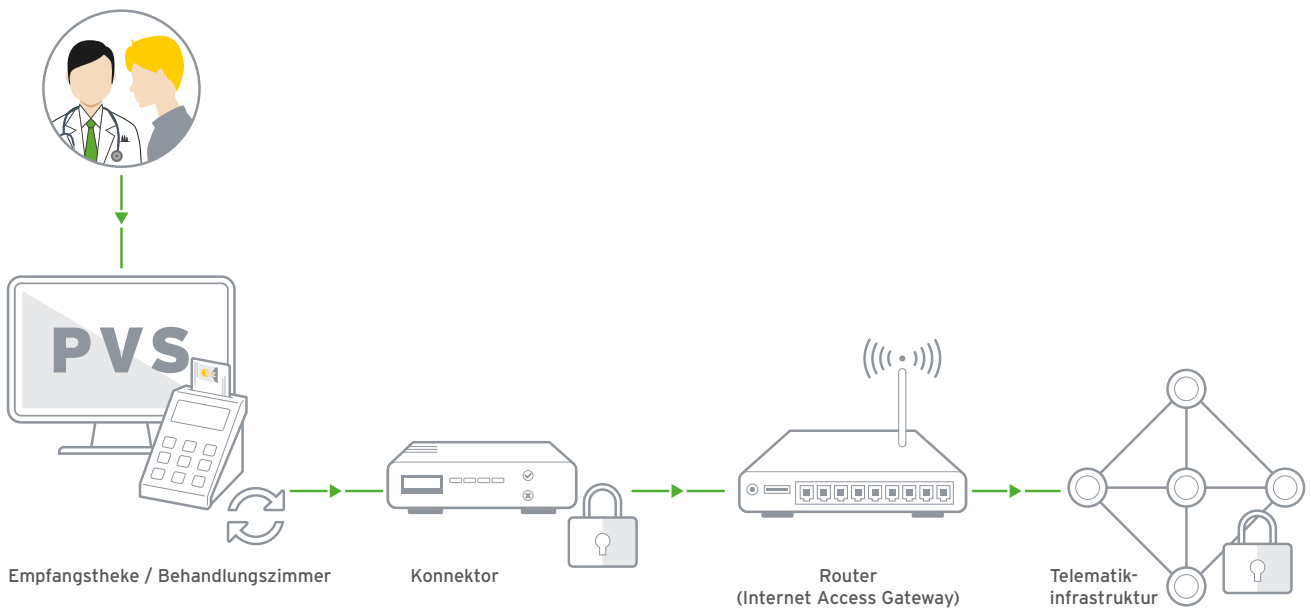 PVS
Empfangstheke / Behandlungszimmer
Konnektor
Router
(Internet Access Gateway)
Telematik-
infrastruktur